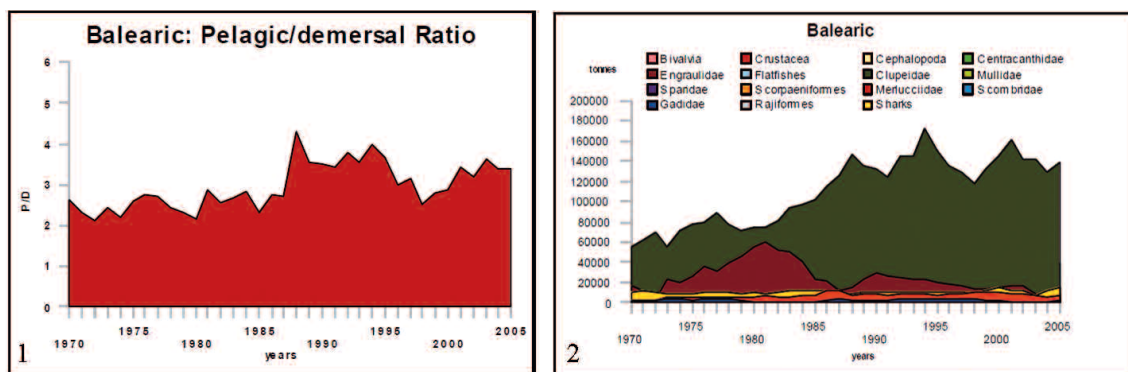 Balearic: Pelagic/demersal Ratio
6
5
4
3
2
1
0
P/D
1975 1985 1995 2005
1970 1980 1990 2000
years
1
Balearic
tonnes
Bivalvia Crustacea Cephalopoda Centracanthidae
Engraulidae Flatfishes Clupeidae Mullidae
Sparidae Scorpaeniformes Merlucciidae Scombridae
Gadidae Rajiformes Sharks
200000
180000
160000
140000
120000
100000
80000
60000
40000
20000
0
1975 1985 1995 2005
1970 1980 1990 2000
years
2